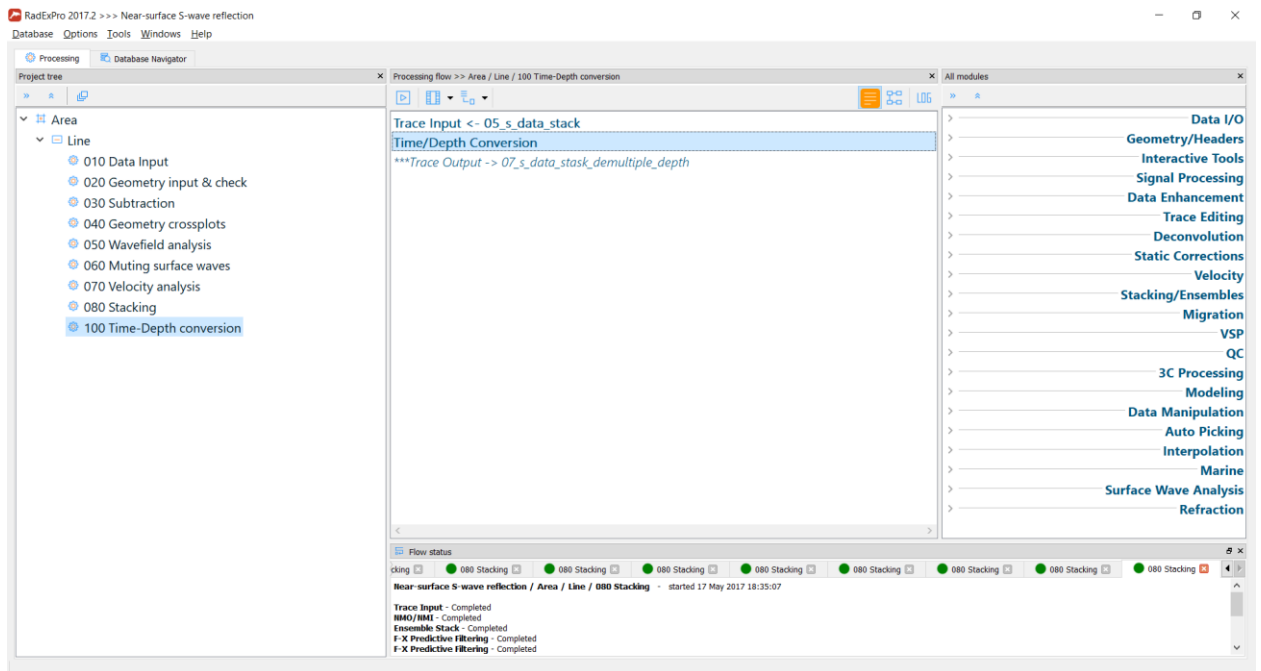 RadExPro 2017.2 >>> Near-surface S-wave reflection
Database Options Tools Windows Help
Processing Database Navigator
Project tree
Area
Line
010 Data Input
020 Geometry input & check
030 Subtraction
040 Geometry crossplots
050 Wavefield analysis
060 Muting surface waves
070 Velocity analysis
080 Stacking
100 Time-Depth conversion
Processing flow >> Area / Line / 100 Time-Depth conversion
LOG
Trace Input <- 05_s_data_stack
Time/Depth Conversion
***Trace Output -> 07_s_data_stask_demultiple_depth
All modules
Data I/O
Geometry/Headers
Interactive Tools
Signal Processing
Data Enhancement
Trace Editing
Deconvolution
Static Corrections
Velocity
Stacking/Ensembles
Migration
VSP
QC
3C Processing
Modeling
Data Manipulation
Auto Picking
Interpolation
Marine
Surface Wave Analysis
Refraction
Flow status
cking 080 Stacking 080 Stacking 080 Stacking 080 Stacking 080 Stacking 080 Stacking 080 Stacking 080 Stacking
Near-surface S-wave reflection / Area / Line / 080 Stacking - started 17 May 2017 18:35:07
Trace Input - Completed
NMO/NMI - Completed
Ensemble Stack - Completed
F-X Predictive Filtering - Completed
F-X Predictive Filtering - Completed